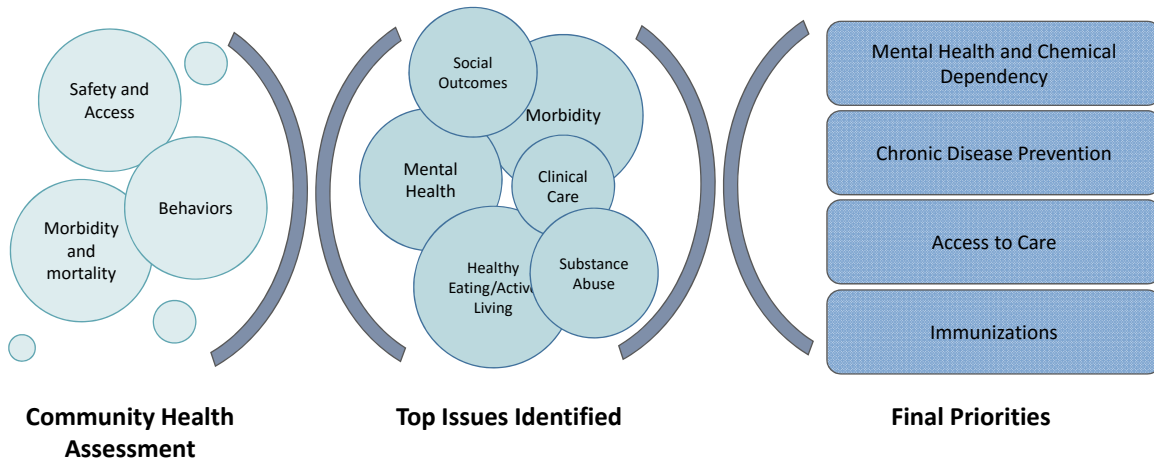 Safety and
Access
Behaviors
Morbidity
and
mortality
Community Health
Assessment
Social
Outcomes
Morbidity
Mental
Health
Clinical
Care
Healthy
Eating/Active
Living
Substance
Abuse
Top Issues Identified
Mental Health and Chemical
Dependency
Chronic Disease Prevention
Access to Care
Immunizations
Final Priorities